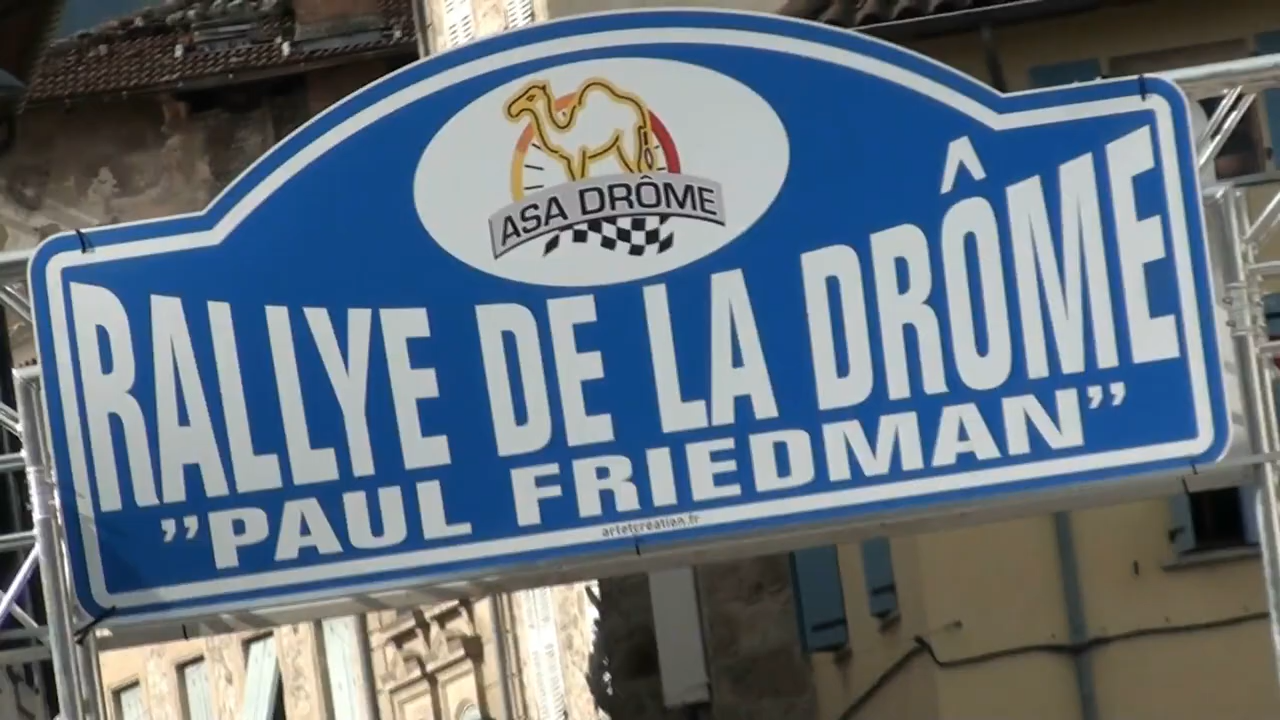 ASA DRÔME
RALLYE DE LA DRÔME
"PAUL FRIEDMAN"
artetcreation.fr